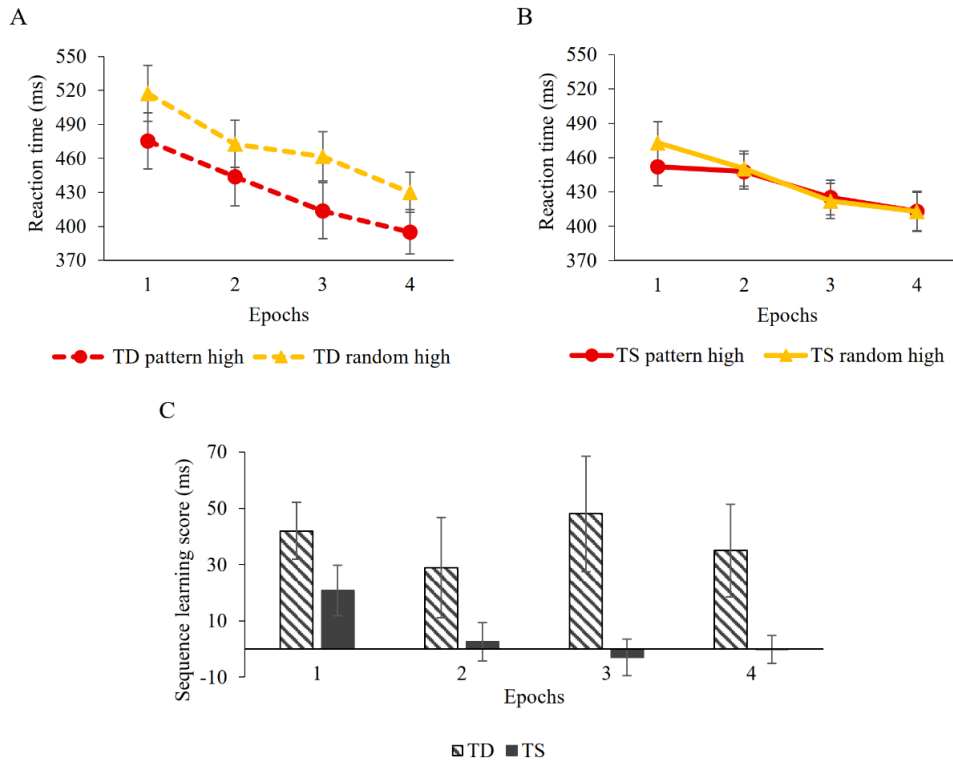 A
B
Reaction time (ms)
550
520
490
460
430
400
370
1 2 3 4
Epochs
TD pattern high TD random high
Reaction time (ms)
550
520
490
460
430
400
370
1 2 3 4
Epochs
TS pattern high TS random high
C
Sequence learning score (ms)
70
50
30
10
-10
1 2 3 4
Epochs
TD TS